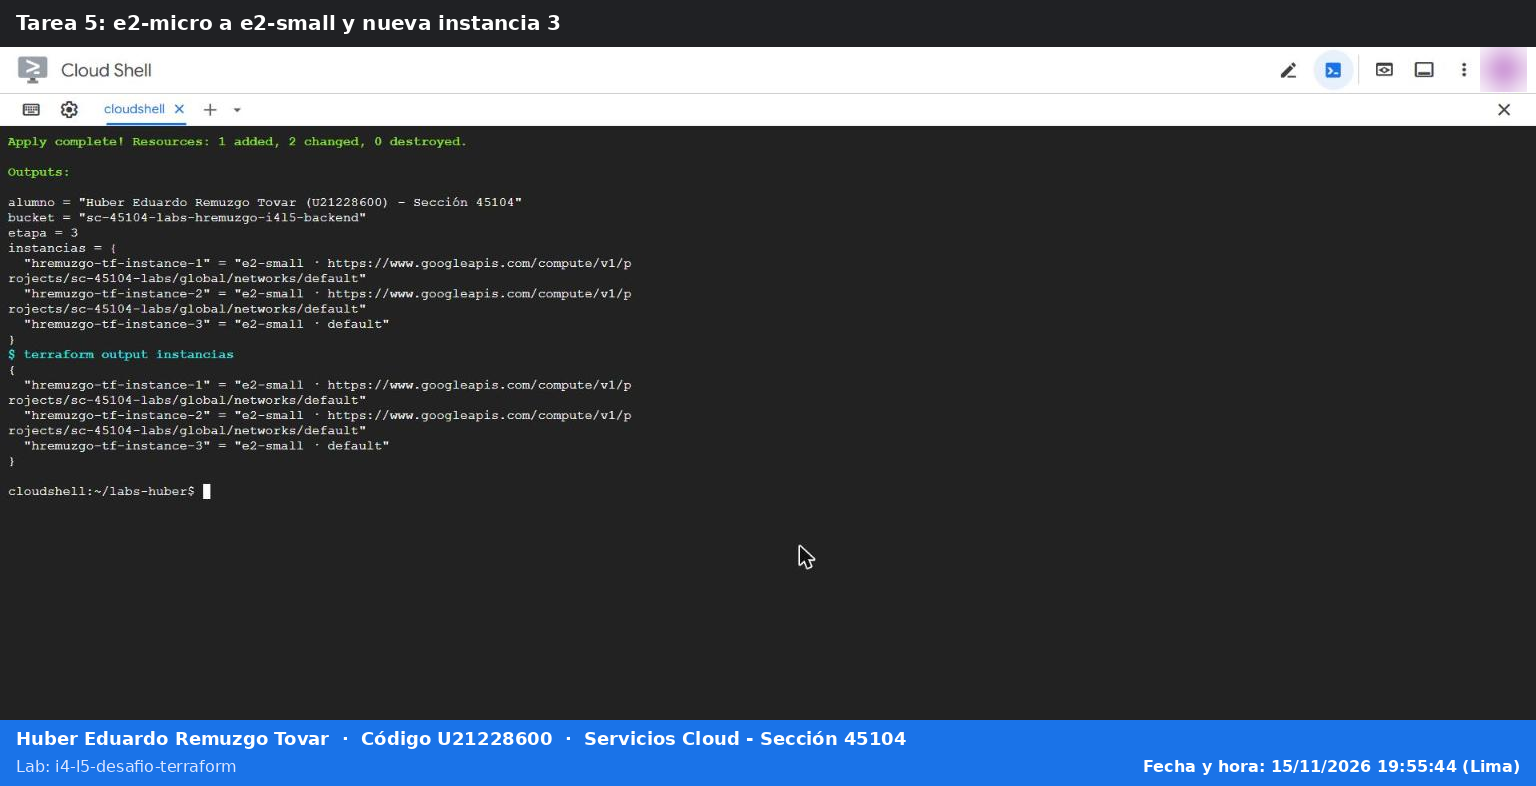 Tarea 5: e2-micro a e2-small y nueva instancia 3
Cloud Shell
cloudshell
Apply complete! Resources: 1 added, 2 changed, 0 destroyed.
Outputs:
alumno = "Huber Eduardo Remuzgo Tovar (U21228600) - Sección 45104"
bucket = "sc-45104-labs-hremuzgo-i4l5-backend"
etapa = 3
instancias = {
"hremuzgo-tf-instance-1" = "e2-small · https://www.googleapis.com/compute/v1/p
rojects/sc-45104-labs/global/networks/default"
"hremuzgo-tf-instance-2" = "e2-small · https://www.googleapis.com/compute/v1/p
rojects/sc-45104-labs/global/networks/default"
"hremuzgo-tf-instance-3" = "e2-small · default"
}
$ terraform output instancias
{
"hremuzgo-tf-instance-1" = "e2-small · https://www.googleapis.com/compute/v1/p
rojects/sc-45104-labs/global/networks/default"
"hremuzgo-tf-instance-2" = "e2-small · https://www.googleapis.com/compute/v1/p
rojects/sc-45104-labs/global/networks/default"
"hremuzgo-tf-instance-3" = "e2-small · default"
}
cloudshell:~/labs-huber$
Huber Eduardo Remuzgo Tovar · Código U21228600 · Servicios Cloud - Sección 45104
Lab: i4-l5-desafio-terraform
Fecha y hora: 15/11/2026 19:55:44 (Lima)